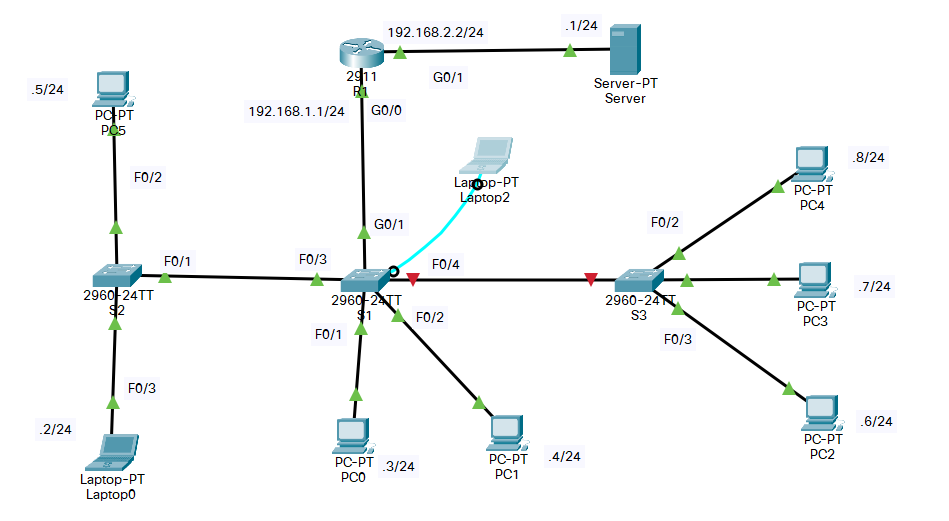 192.168.2.2/24
.1/24
2911
R1
G0/1
Server-PT
Server
.5/24
PC-PT
PC5
192.168.1.1/24
G0/0
Laptop-PT
Laptop2
.8/24
PC-PT
PC4
F0/2
G0/1
F0/2
F0/1
F0/3
F0/4
2960-24TT
S2
2960-24TT
S1
2960-24TT
S3
.7/24
PC-PT
PC3
F0/1
F0/2
F0/3
F0/3
.2/24
Laptop-PT
Laptop0
PC-PT
PC0
.3/24
PC-PT
PC1
.4/24
.6/24
PC-PT
PC2